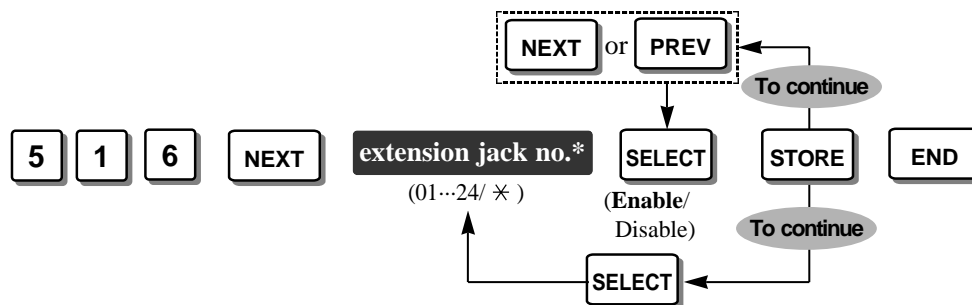 NEXT or PREV
To continue
5 1 6 NEXT extension jack no.* SELECT STORE END
(01···24/ ✳ )
(Enable/
Disable)
To continue
SELECT